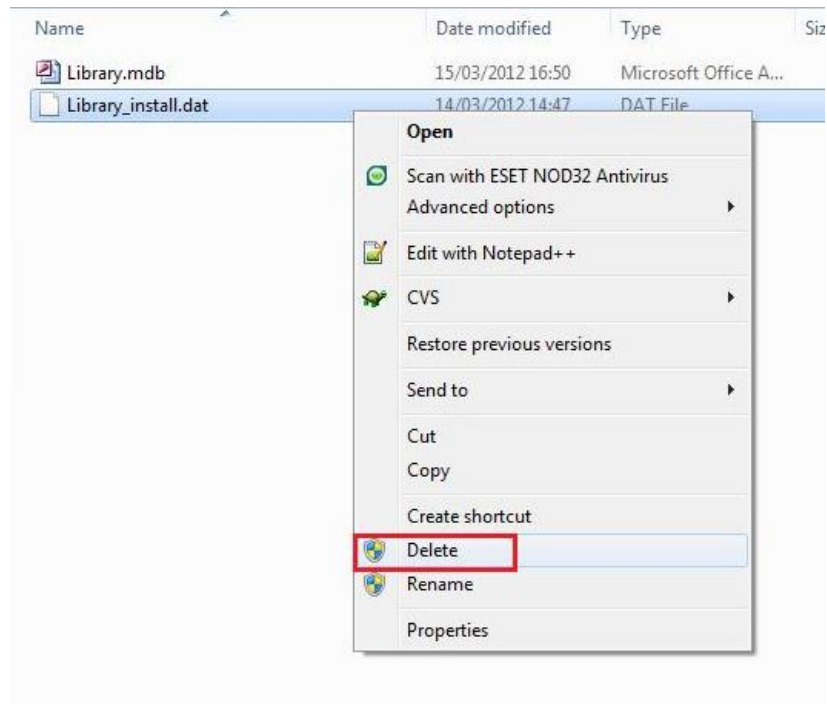 Name Date modified Type Siz
Library.mdb 15/03/2012 16:50 Microsoft Office A...
Library_install.dat 14/03/2012 14:47 DAT File
Open
Scan with ESET NOD32 Antivirus
Advanced options
Edit with Notepad++
CVS
Restore previous versions
Send to
Cut
Copy
Create shortcut
Delete
Rename
Properties